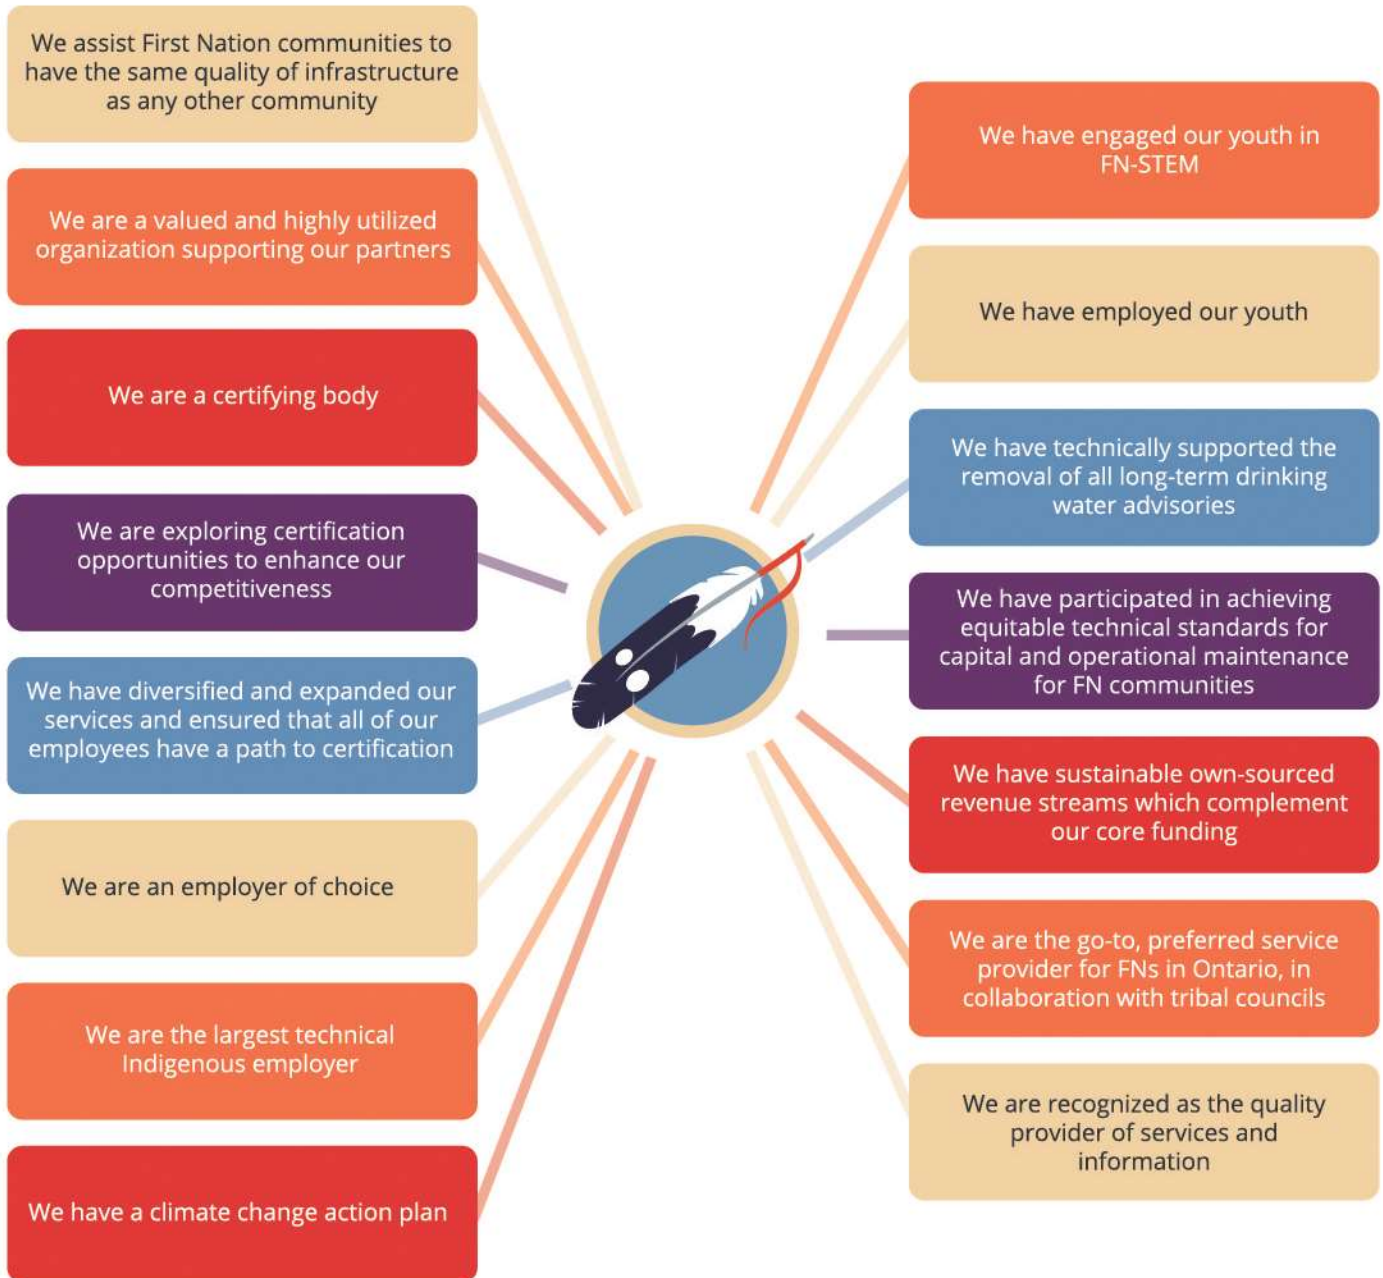 We assist First Nation communities to
have the same quality of infrastructure
as any other community
We are a valued and highly utilized
organization supporting our partners
We are a certifying body
We are exploring certification
opportunities to enhance our
competitiveness
We have diversified and expanded our
services and ensured that all of our
employees have a path to certification
We are an employer of choice
We are the largest technical
Indigenous employer
We have a climate change action plan
We have engaged our youth in
FN-STEM
We have employed our youth
We have technically supported the
removal of all long-term drinking
water advisories
We have participated in achieving
equitable technical standards for
capital and operational maintenance
for FN communities
We have sustainable own-sourced
revenue streams which complement
our core funding
We are the go-to, preferred service
provider for FNs in Ontario, in
collaboration with tribal councils
We are recognized as the quality
provider of services and
information